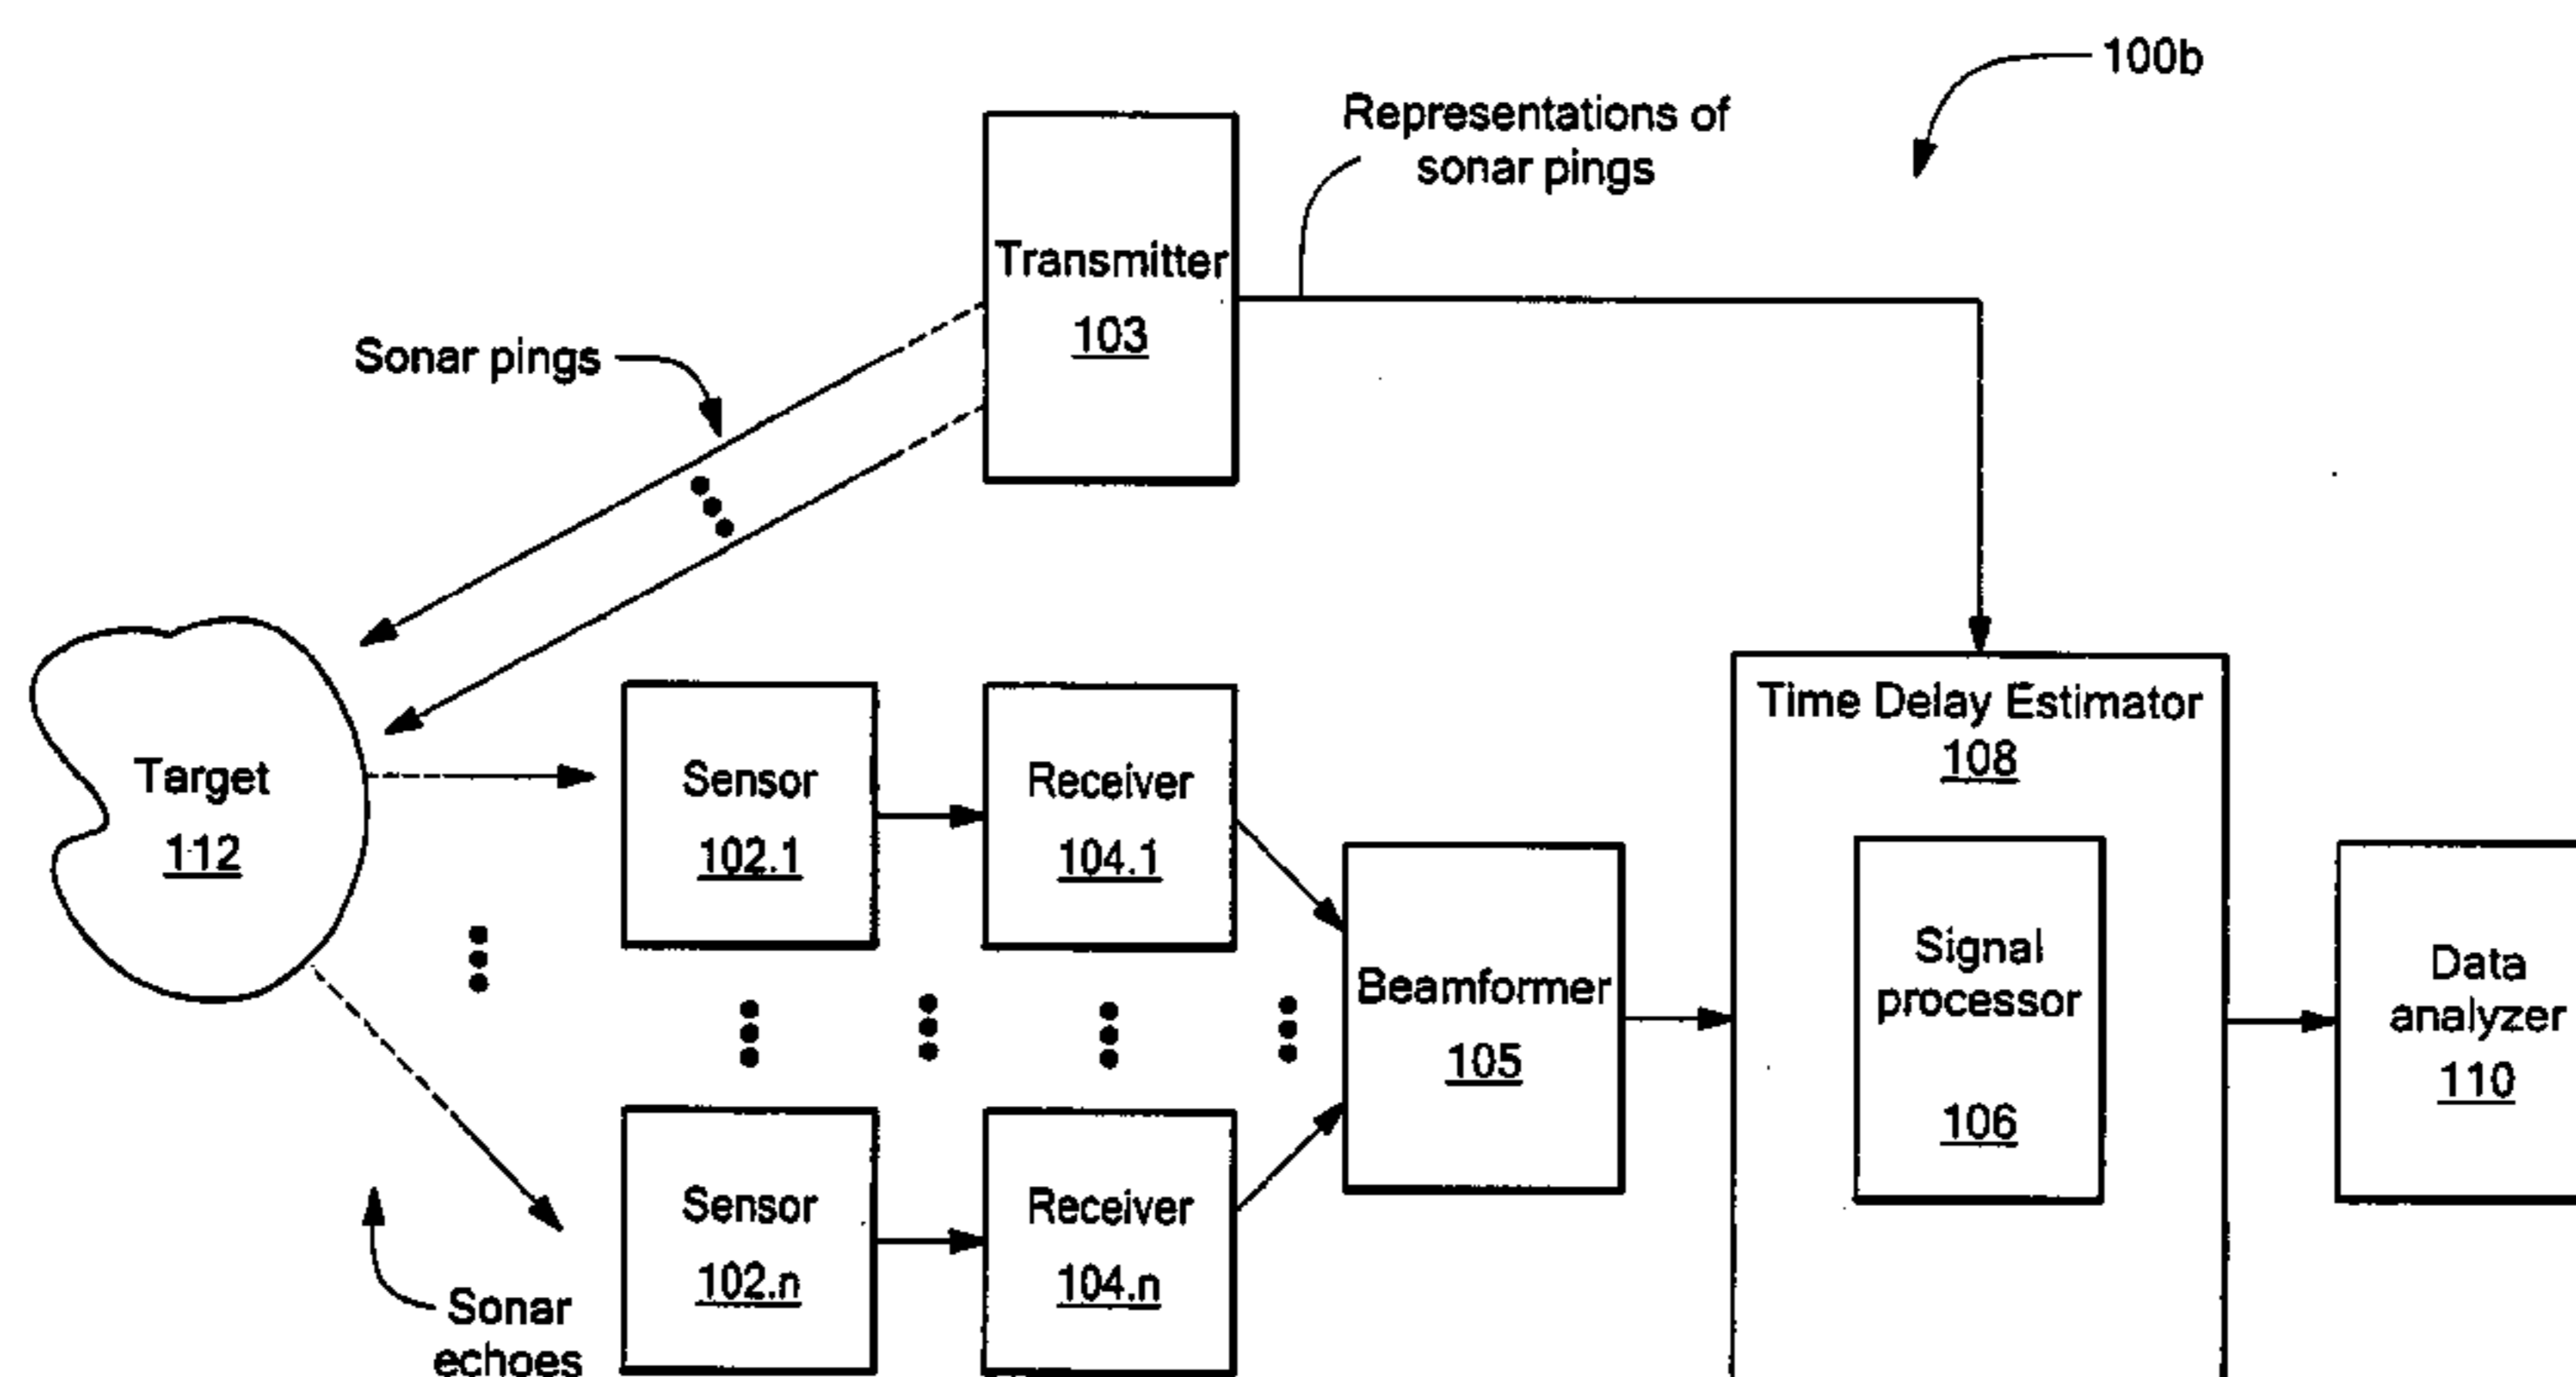 100b
Representations of
sonar pings
Transmitter
103
Sonar pings
Time Delay Estimator
108
Target
112
Sensor
102.1
Receiver
104.1
Beamformer
105
Signal
processor
106
Data
analyzer
110
Sensor
102.n
Receiver
104.n
Sonar
echoes